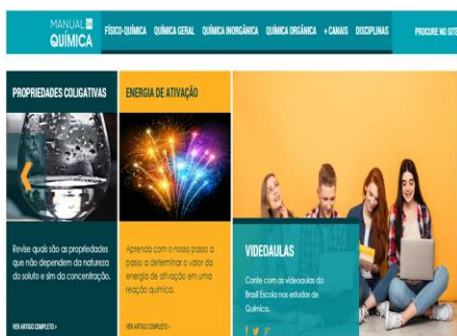 MANUAL DA
QUÍMICA
FÍSICO-QUÍMICA QUÍMICA GERAL QUÍMICA INORGÂNICA QUÍMICA ORGÂNICA + CANAIS DISCIPLINAS PROCURE NO SITE
PROPRIEDADES COLIGATIVAS
Revise quais são as propriedades
que não dependem da natureza
do soluto e sim da concentração.
VER ARTIGO COMPLETO >
ENERGIA DE ATIVAÇÃO
Aprenda com o nosso passo a
passo a determinar o valor da
energia de ativação em uma
reação química.
VER ARTIGO COMPLETO >
VIDEOAULAS
Conte com as videoaulas do
Brasil Escola nos estudos de
Química.